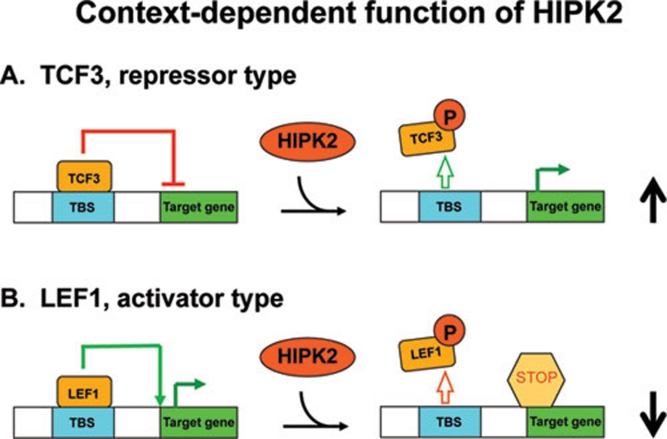 Context-dependent function of HIPK2
A. TCF3, repressor type
TCF3
TBS
Target gene
HIPK2
P
TCF3
TBS
Target gene
B. LEF1, activator type
LEF1
TBS
Target gene
HIPK2
P
LEF1
STOP
TBS
Target gene